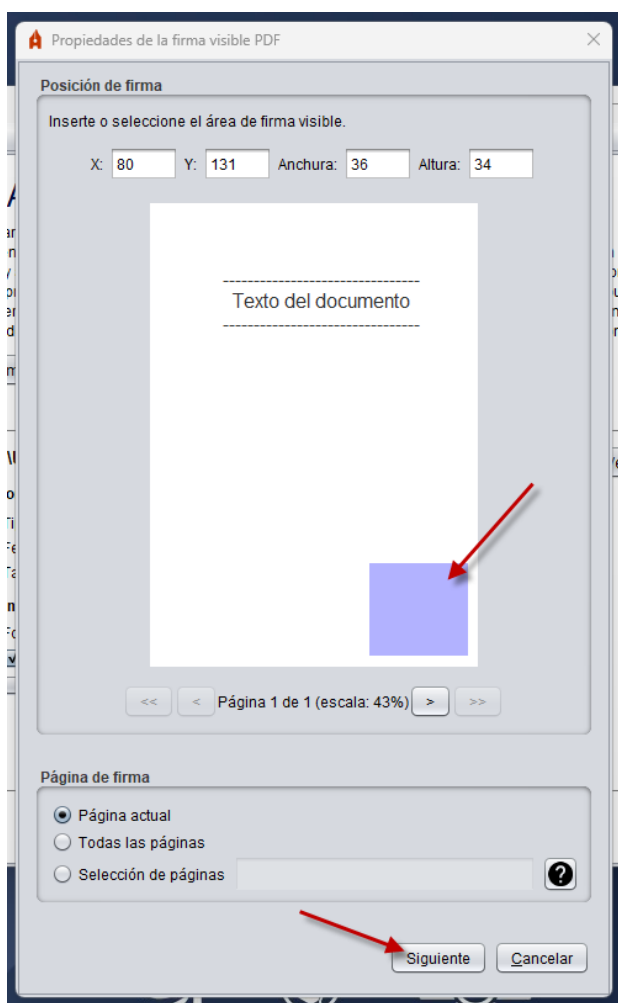 Propiedades de la firma visible PDF
Posición de firma
Inserte o seleccione el área de firma visible.
X: 80 Y: 131 Anchura: 36 Altura: 34
--------------------------------
Texto del documento
--------------------------------
<< < Página 1 de 1 (escala: 43%) > >>
Página de firma
Página actual
Todas las páginas
Selección de páginas ?
Siguiente Cancelar